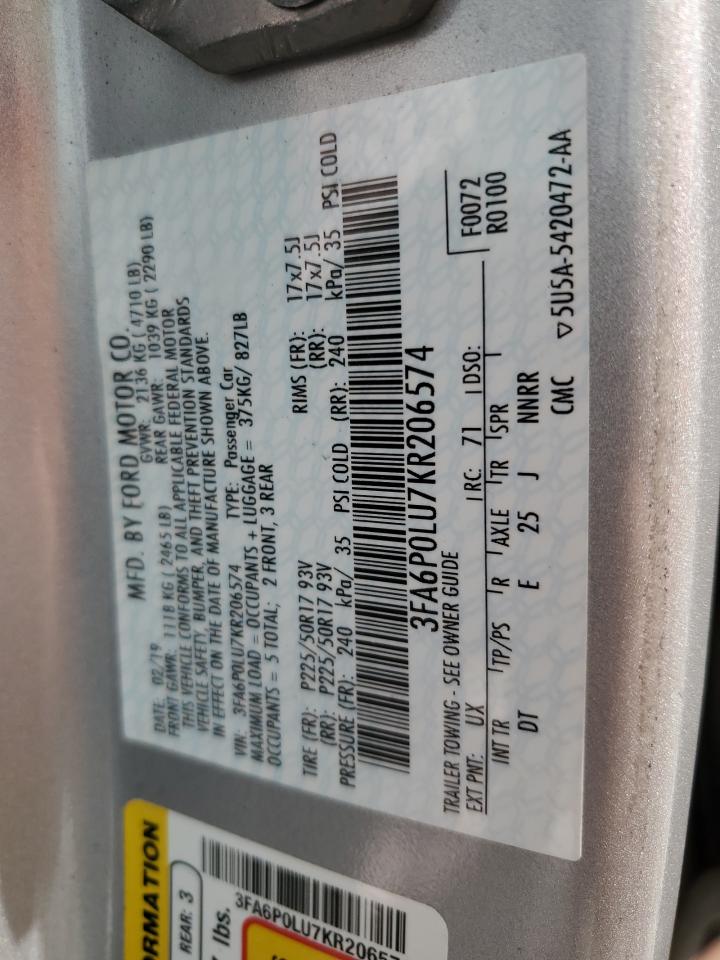 MFD. BY FORD MOTOR CO.
DATE: 02/19 GVWR: 2136 KG ( 4710 LB)
FRONT GAWR: 1118 KG ( 2465 LB) REAR GAWR: 1039 KG ( 2290 LB)
THIS VEHICLE CONFORMS TO ALL APPLICABLE FEDERAL MOTOR
VEHICLE SAFETY, BUMPER, AND THEFT PREVENTION STANDARDS
IN EFFECT ON THE DATE OF MANUFACTURE SHOWN ABOVE.
VIN: 3FA6P0LU7KR206574 TYPE: Passenger Car
MAXIMUM LOAD = OCCUPANTS + LUGGAGE = 375KG/ 827LB
OCCUPANTS = 5 TOTAL; 2 FRONT, 3 REAR
TIRE (FR): P225/50R17 93V RIMS (FR): 17x7.5J
(RR): P225/50R17 93V (RR): 17x7.5J
PRESSURE (FR): 240 kPa/ 35 PSI COLD (RR): 240 kPa/ 35 PSI COLD
3FA6P0LU7KR206574
TRAILER TOWING - SEE OWNER GUIDE
EXT PNT: UX RC: 71 DSO: F0072
R0100
INT TR TP/PS R AXLE TR SPR
DT E 25 J NNRR
CMC ▽5U5A-5420472-AA
ORMATION
REAR: 3
lbs.
3FA6P0LU7KR20657